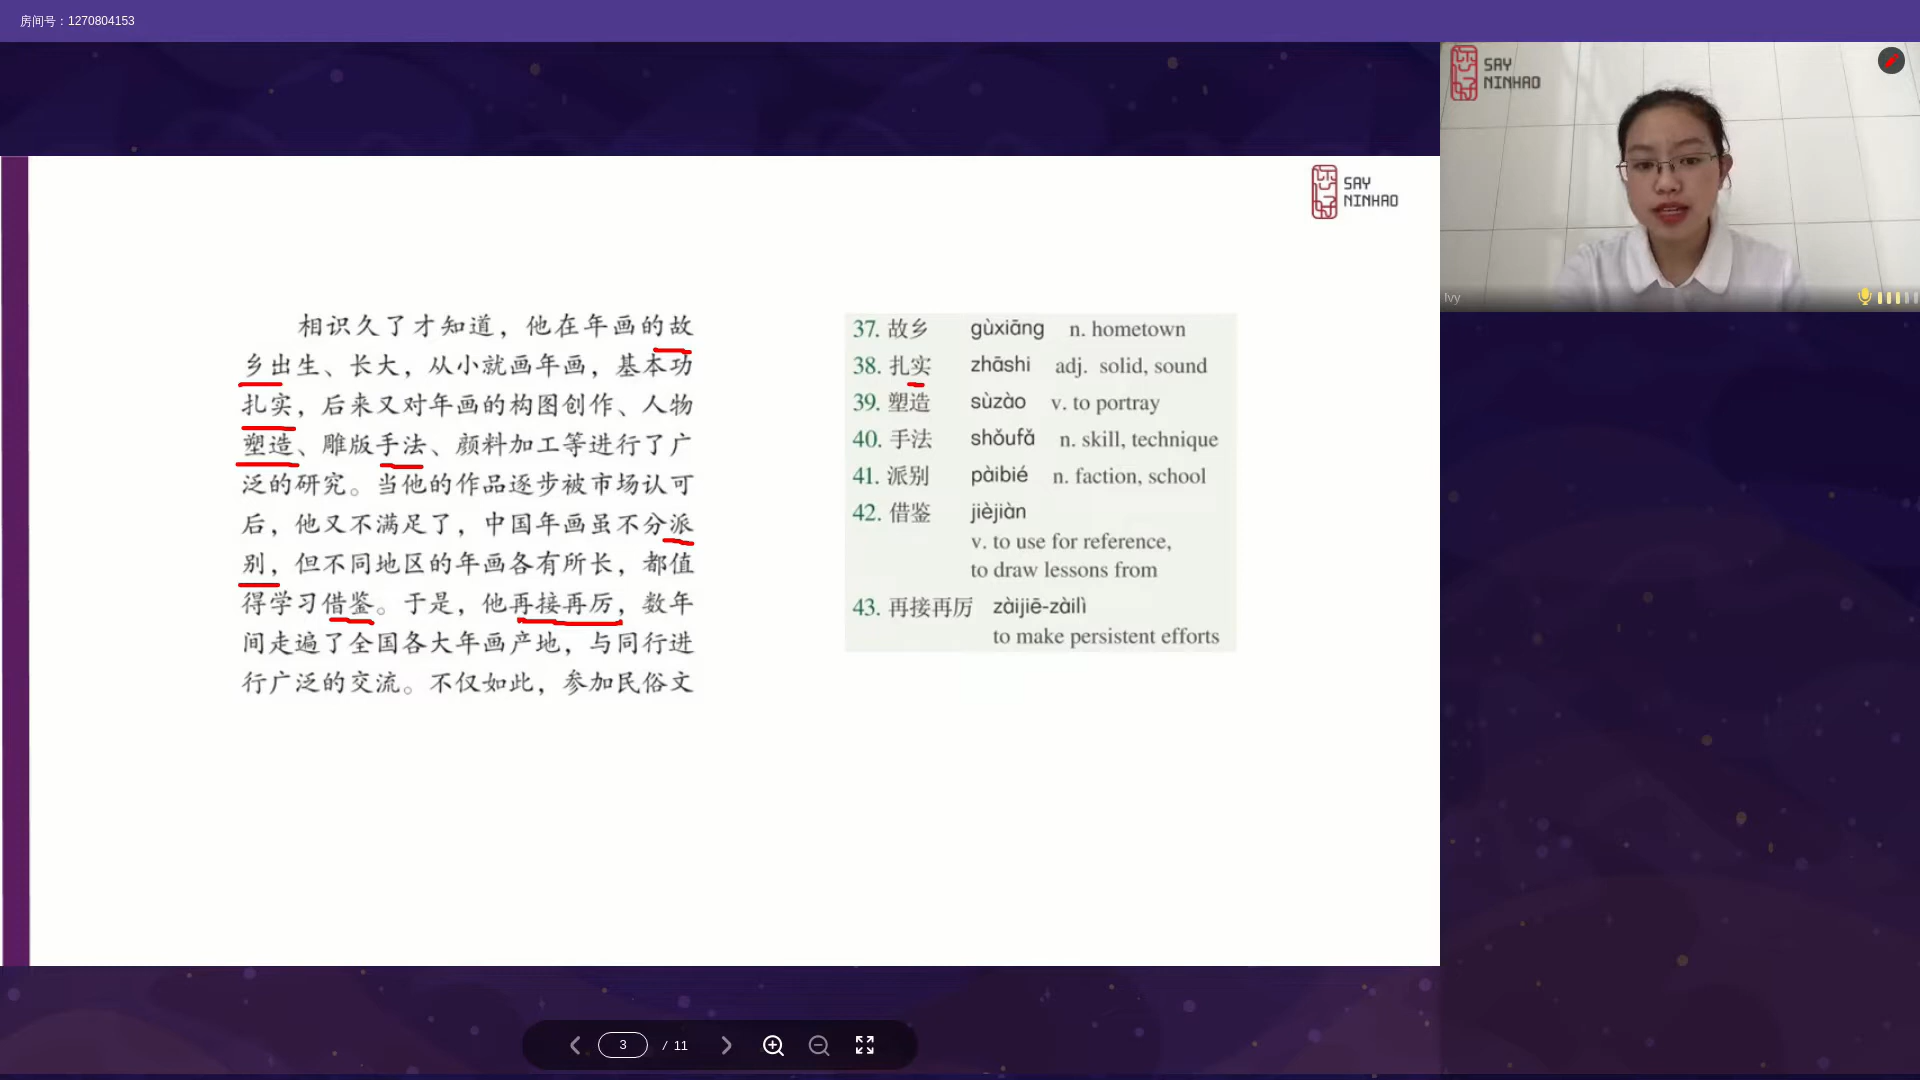 房间号：1270804153
SAY
NINHAO
SAY
NINHAO
Ivy
相识久了才知道，他在年画的故
乡出生、长大，从小就画年画，基本功
扎实，后来又对年画的构图创作、人物
塑造、雕版手法、颜料加工等进行了广
泛的研究。当他的作品逐步被市场认可
后，他又不满足了，中国年画虽不分派
别，但不同地区的年画各有所长，都值
得学习借鉴。于是，他再接再厉，数年
间走遍了全国各大年画产地，与同行进
行广泛的交流。不仅如此，参加民俗文
37. 故乡 gùxiāng n. hometown
38. 扎实 zhāshi adj. solid, sound
39. 塑造 sùzào v. to portray
40. 手法 shǒufǎ n. skill, technique
41. 派别 pàibié n. faction, school
42. 借鉴 jièjiàn
v. to use for reference,
to draw lessons from
43. 再接再厉 zàijiē-zàilì
to make persistent efforts
3 / 11